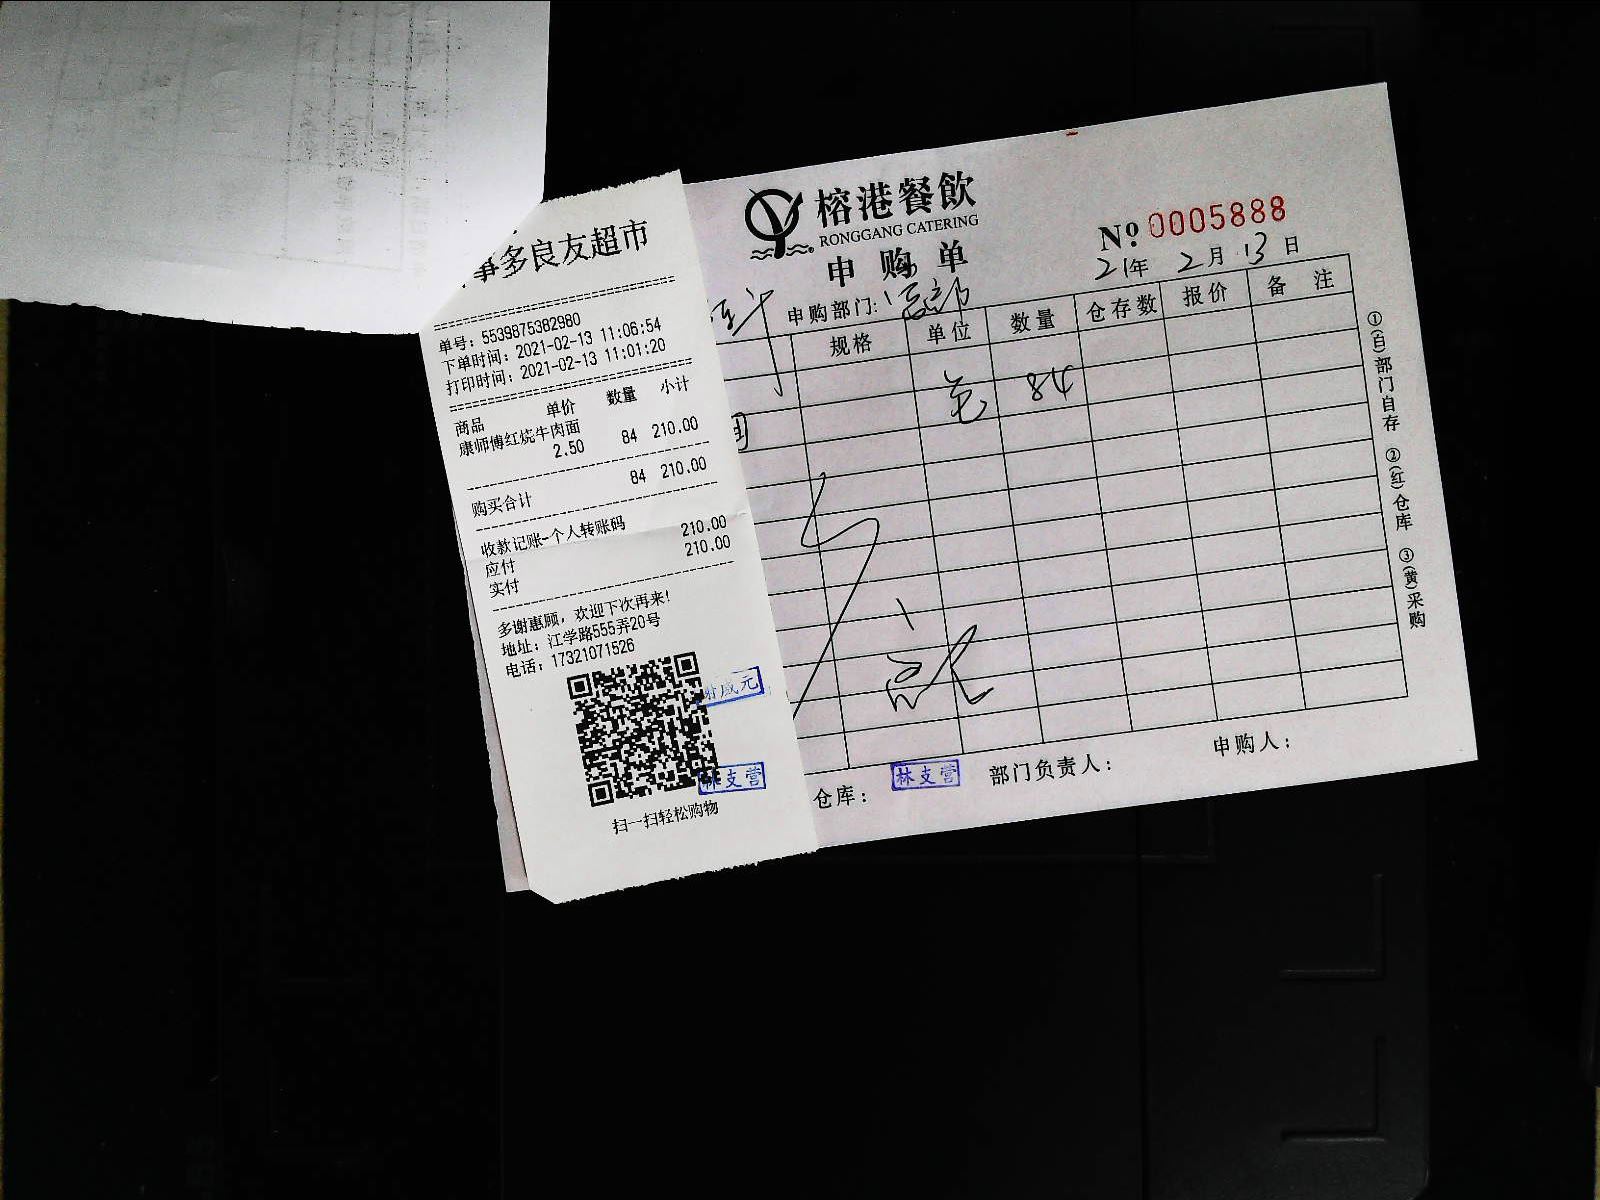 多良友超市
单号：5539875382980
下单时间：2021-02-13 11:06:54
打印时间：2021-02-13 11:01:20
商品 单价 数量 小计
康师傅红烧牛肉面
2.50 84 210.00
购买合计 84 210.00
收款记账-个人转账码 210.00
应付 210.00
实付
多谢惠顾，欢迎下次再来！
地址：江学路555弄20号
电话：17321071526
林支营
扫一扫轻松购物
榕港餐飲
RONGGANG CATERING
申购单
Nº 0005888
21年 2月 13日
申购部门：
规格 单位 数量 仓存数 报价 备注
包 84
仓库： 林支营 部门负责人： 申购人：
①(白)部门自存 ②(红)仓库 ③(黄)采购